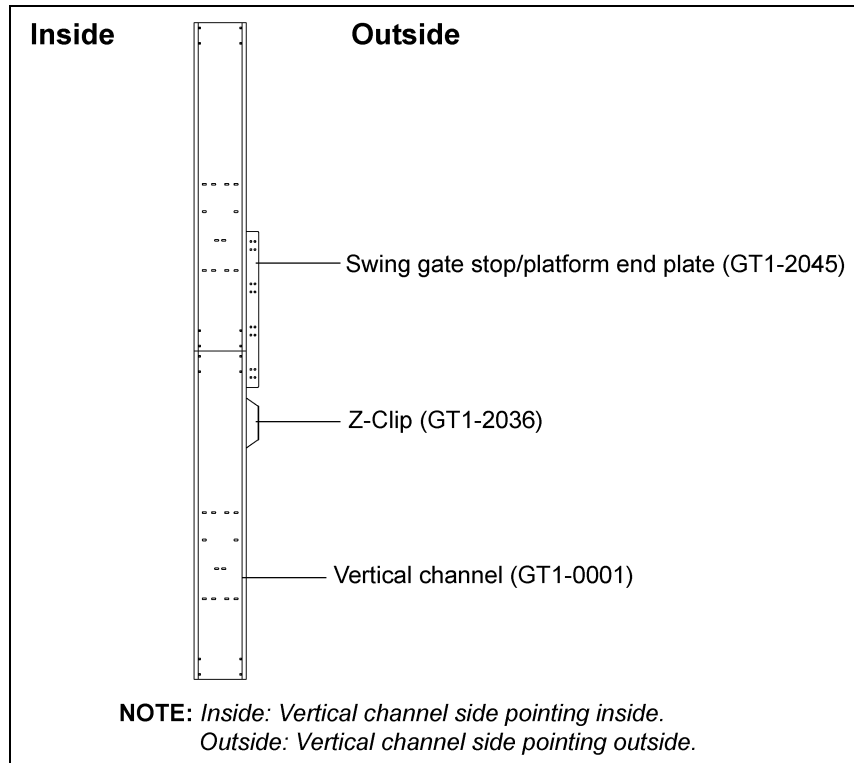 Inside Outside
Swing gate stop/platform end plate (GT1-2045)
Z-Clip (GT1-2036)
Vertical channel (GT1-0001)
NOTE: Inside: Vertical channel side pointing inside.
Outside: Vertical channel side pointing outside.